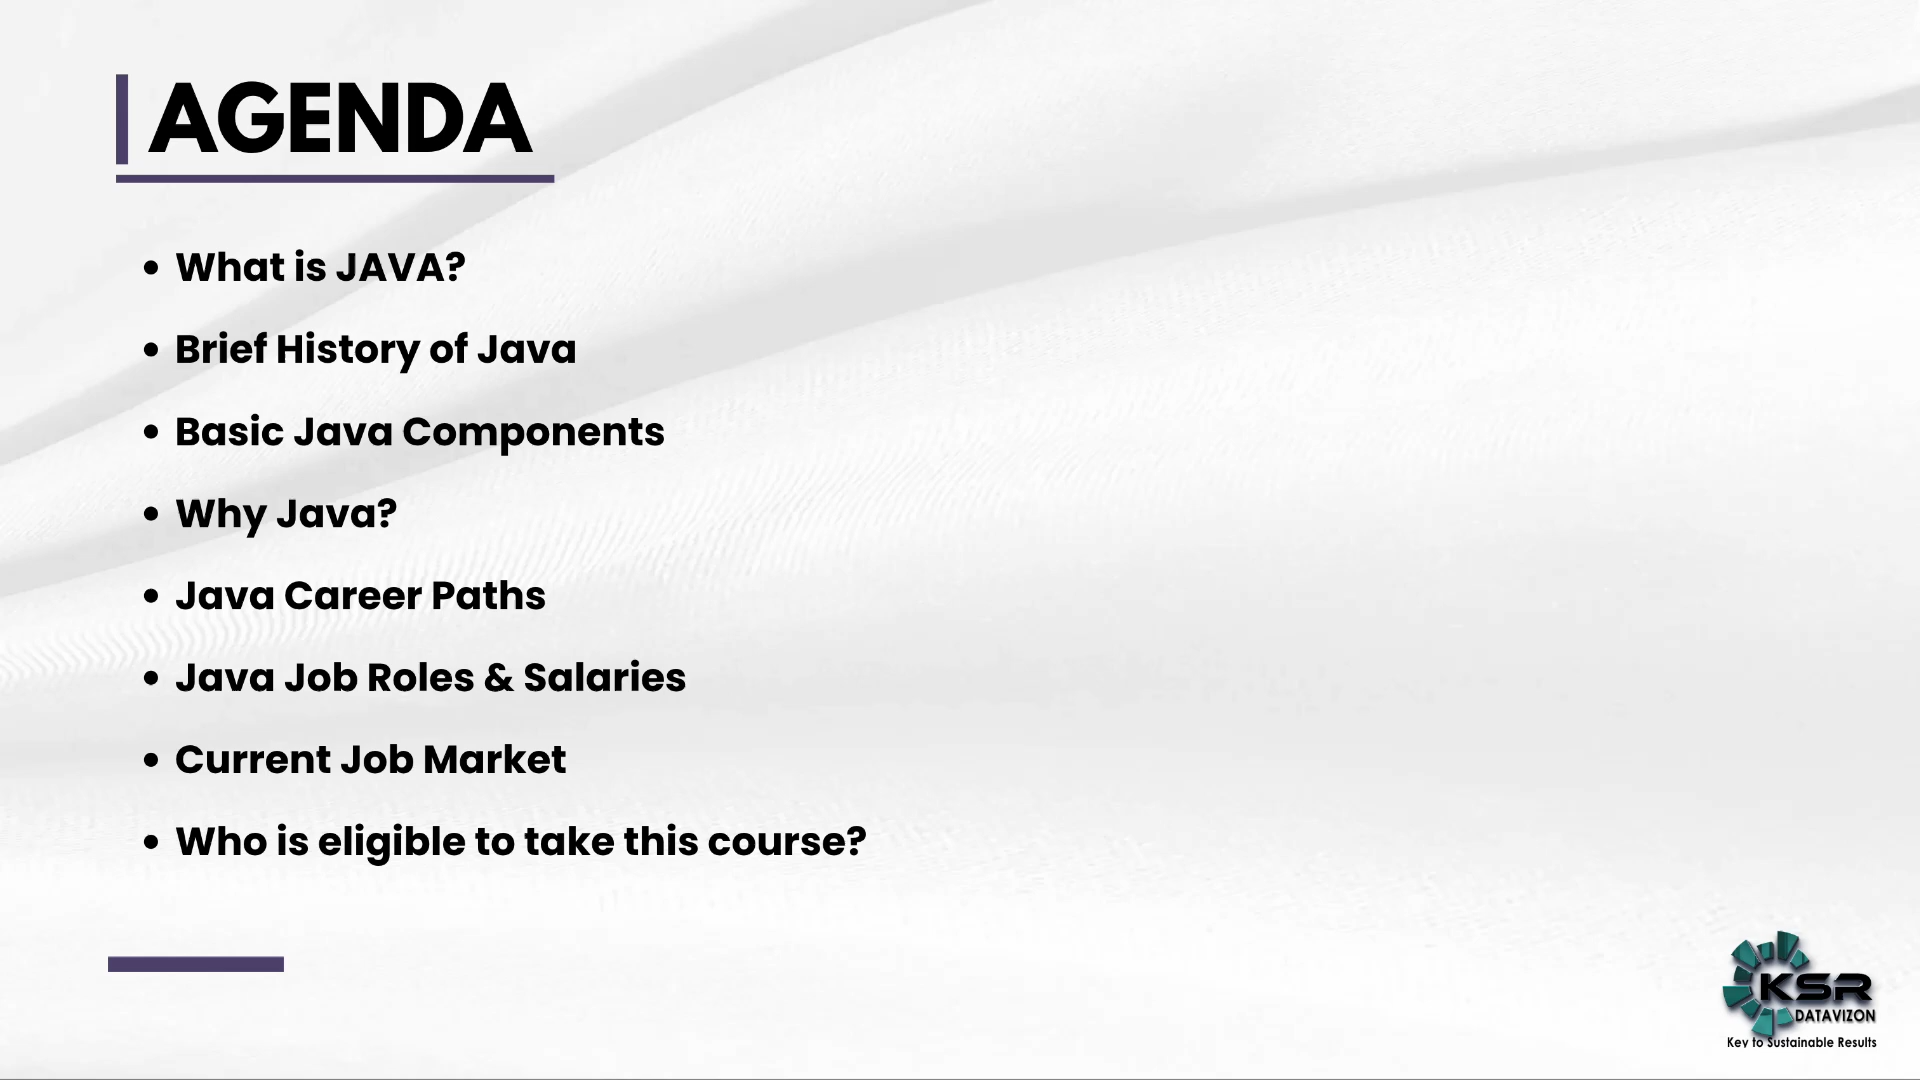 AGENDA
• What is JAVA?
• Brief History of Java
• Basic Java Components
• Why Java?
• Java Career Paths
• Java Job Roles & Salaries
• Current Job Market
• Who is eligible to take this course?
KSR
DATAVIZON
Key to Sustainable Results